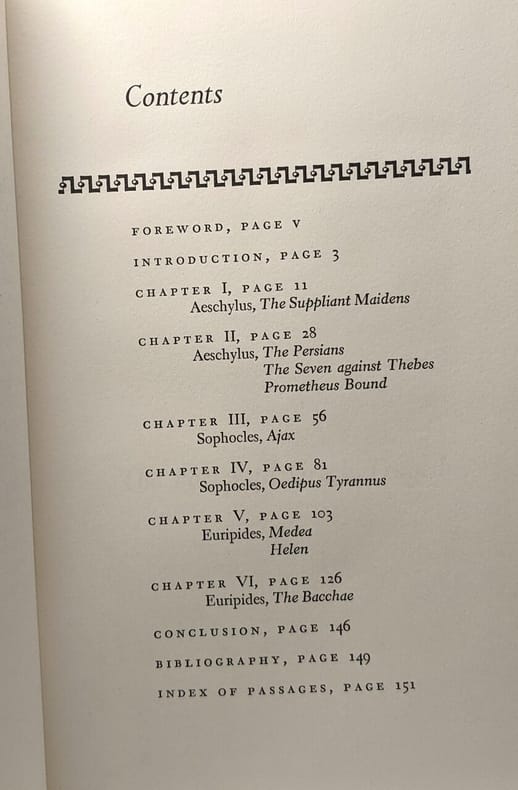 Contents
FOREWORD, PAGE V
INTRODUCTION, PAGE 3
CHAPTER I, PAGE 11
Aeschylus, The Suppliant Maidens
CHAPTER II, PAGE 28
Aeschylus, The Persians
The Seven against Thebes
Prometheus Bound
CHAPTER III, PAGE 56
Sophocles, Ajax
CHAPTER IV, PAGE 81
Sophocles, Oedipus Tyrannus
CHAPTER V, PAGE 103
Euripides, Medea
Helen
CHAPTER VI, PAGE 126
Euripides, The Bacchae
CONCLUSION, PAGE 146
BIBLIOGRAPHY, PAGE 149
INDEX OF PASSAGES, PAGE 151